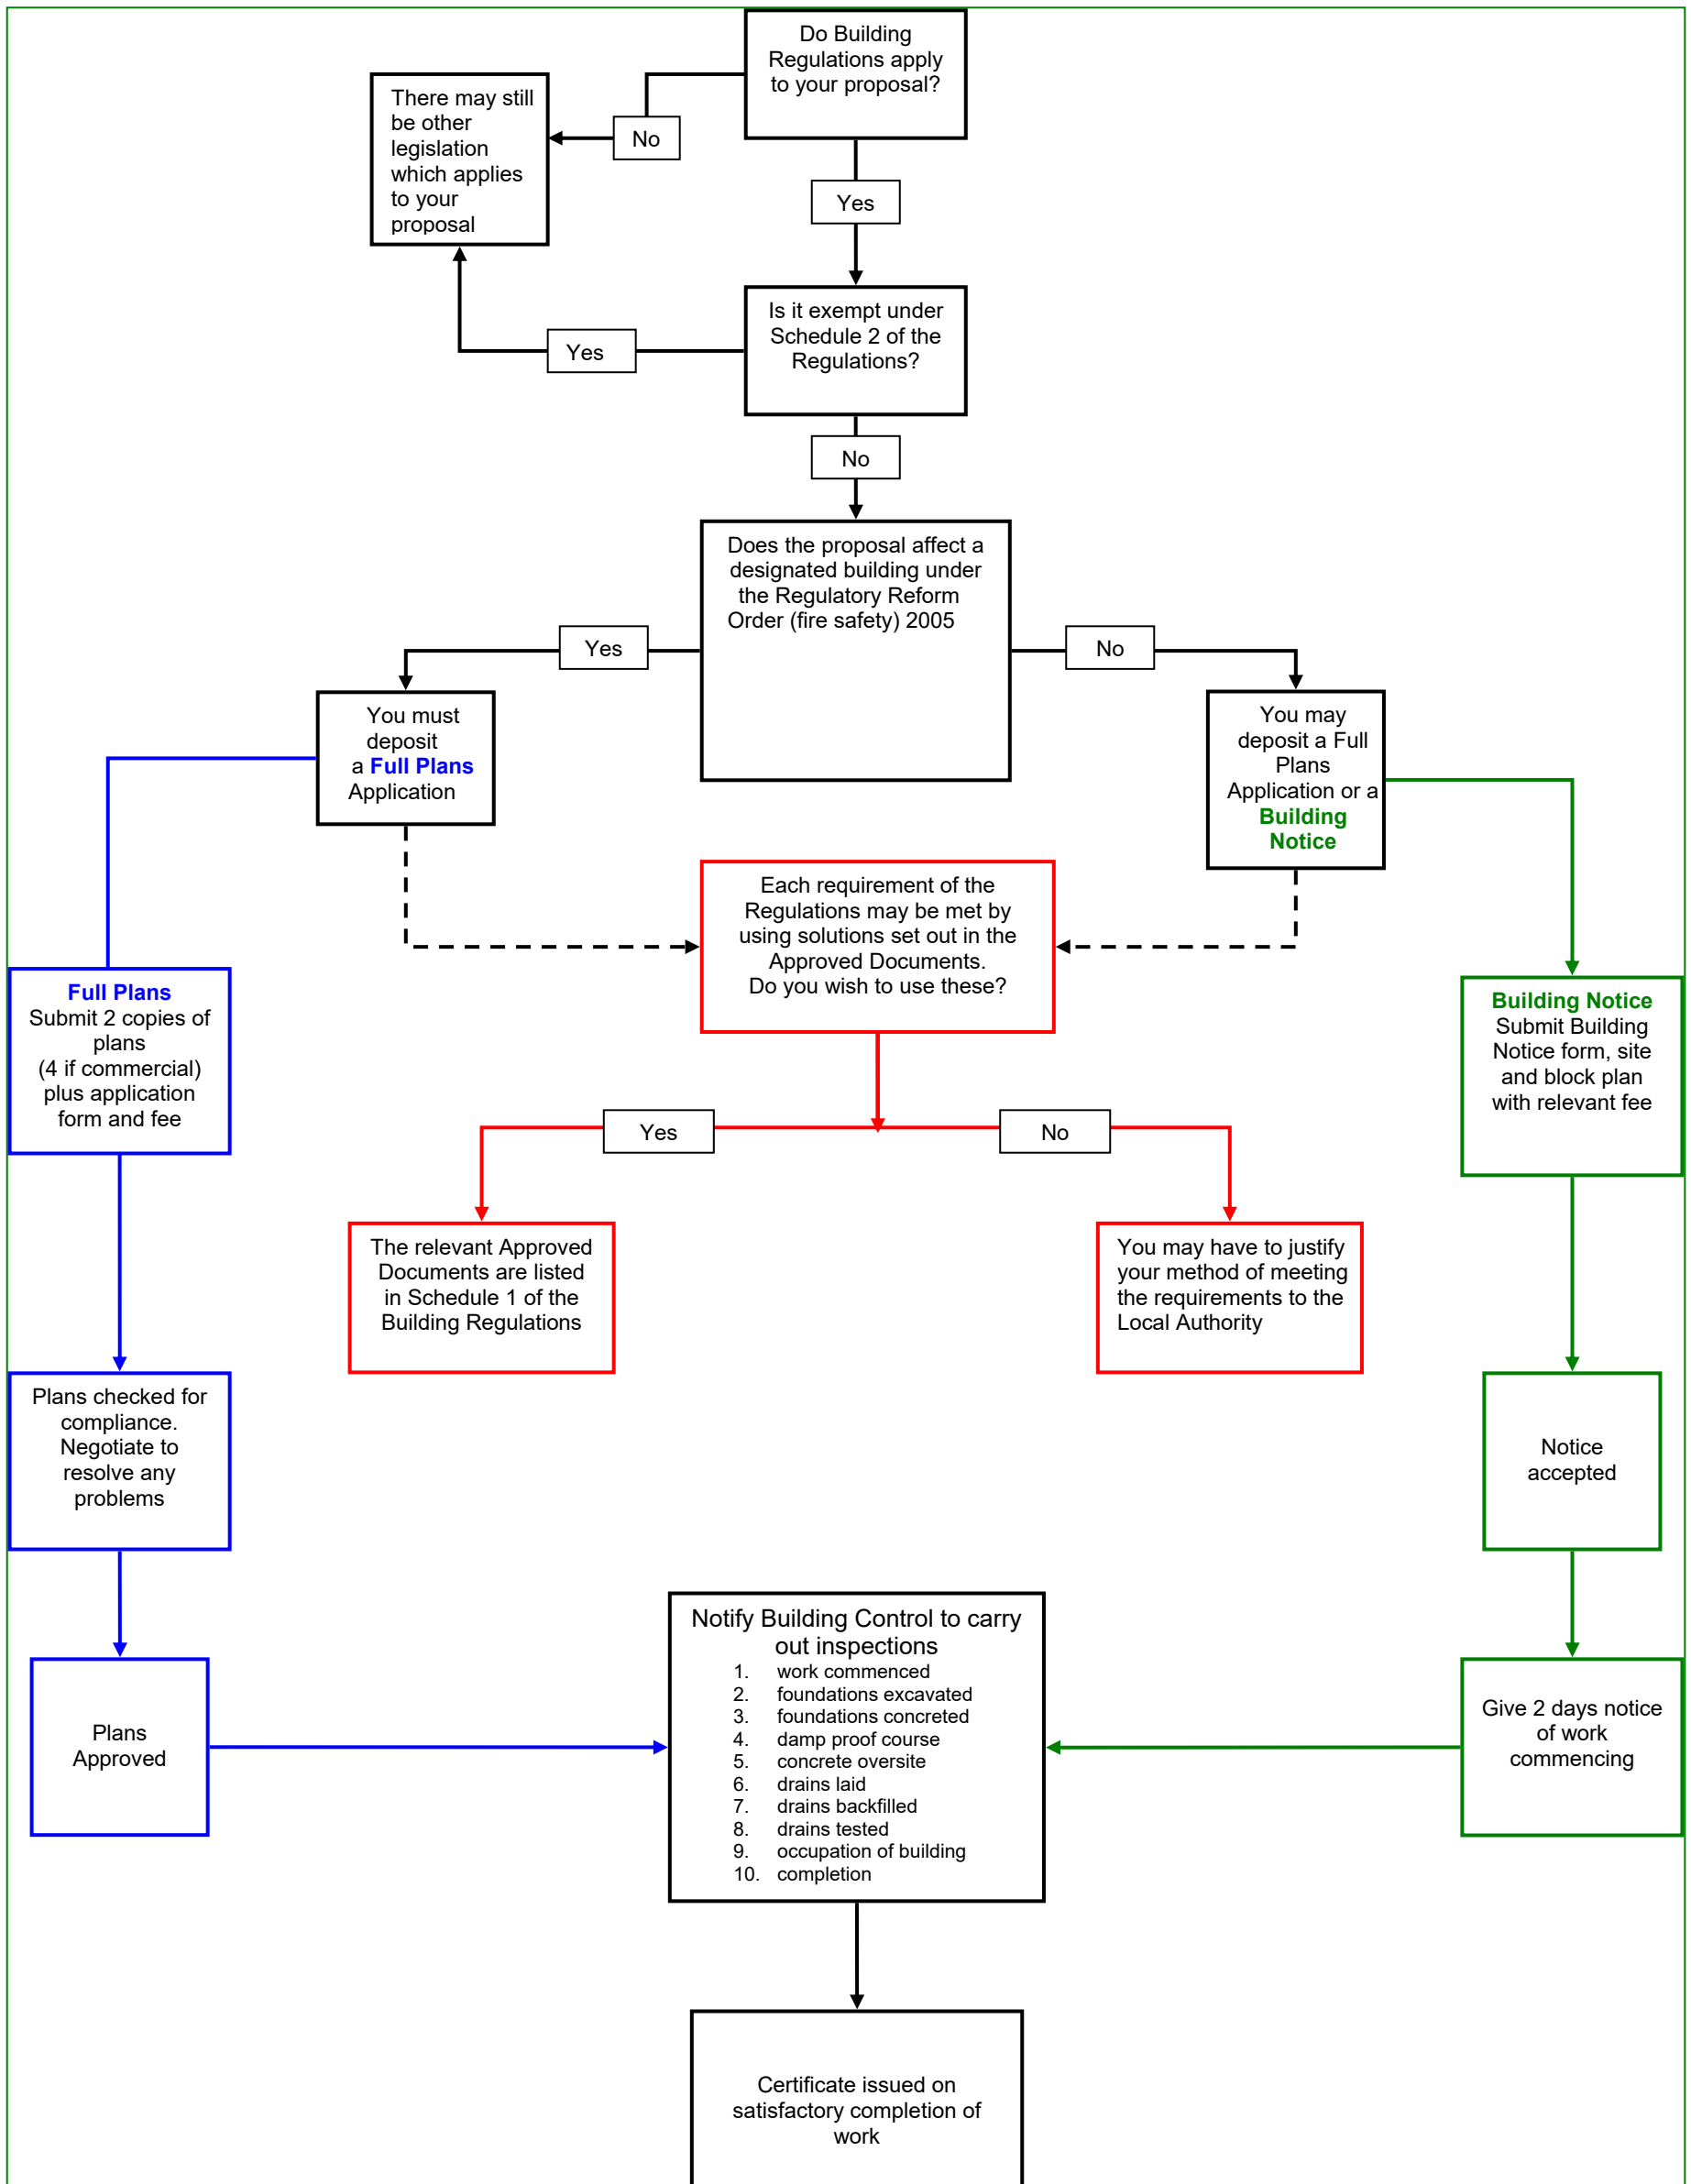 Do Building
Regulations apply
to your proposal?
There may still
be other
legislation
which applies
to your
proposal
No
Yes
Is it exempt under
Schedule 2 of the
Regulations?
Yes
No
Does the proposal affect a
designated building under
the Regulatory Reform
Order (fire safety) 2005
Yes
No
You must
deposit
a Full Plans
Application
You may
deposit a Full
Plans
Application or a
Building
Notice
Each requirement of the
Regulations may be met by
using solutions set out in the
Approved Documents.
Do you wish to use these?
Full Plans
Submit 2 copies of
plans
(4 if commercial)
plus application
form and fee
Building Notice
Submit Building
Notice form, site
and block plan
with relevant fee
Yes
No
The relevant Approved
Documents are listed
in Schedule 1 of the
Building Regulations
You may have to justify
your method of meeting
the requirements to the
Local Authority
Plans checked for
compliance.
Negotiate to
resolve any
problems
Notice
accepted
Notify Building Control to carry
out inspections
1. work commenced
2. foundations excavated
3. foundations concreted
4. damp proof course
5. concrete oversite
6. drains laid
7. drains backfilled
8. drains tested
9. occupation of building
10. completion
Plans
Approved
Give 2 days notice
of work
commencing
Certificate issued on
satisfactory completion of
work